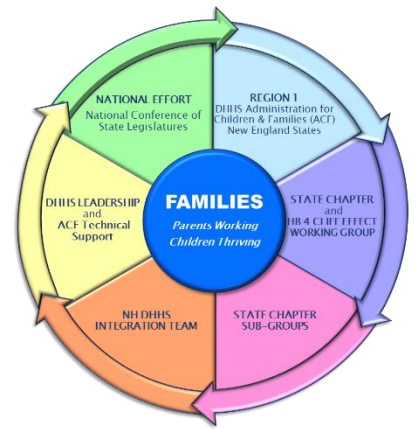 NATIONAL EFFORT
National Conference of
State Legislatures
REGION 1
DHHS Administration for
Children & Families (ACF)
New England States
STATE CHAPTER
and
HB 4 CLIFF EFFECT
WORKING GROUP
STATE CHAPTER
SUB-GROUPS
NH DHHS
INTEGRATION TEAM
DHHS LEADERSHIP
and
ACF Technical
Support
FAMILIES
Parents Working
Children Thriving